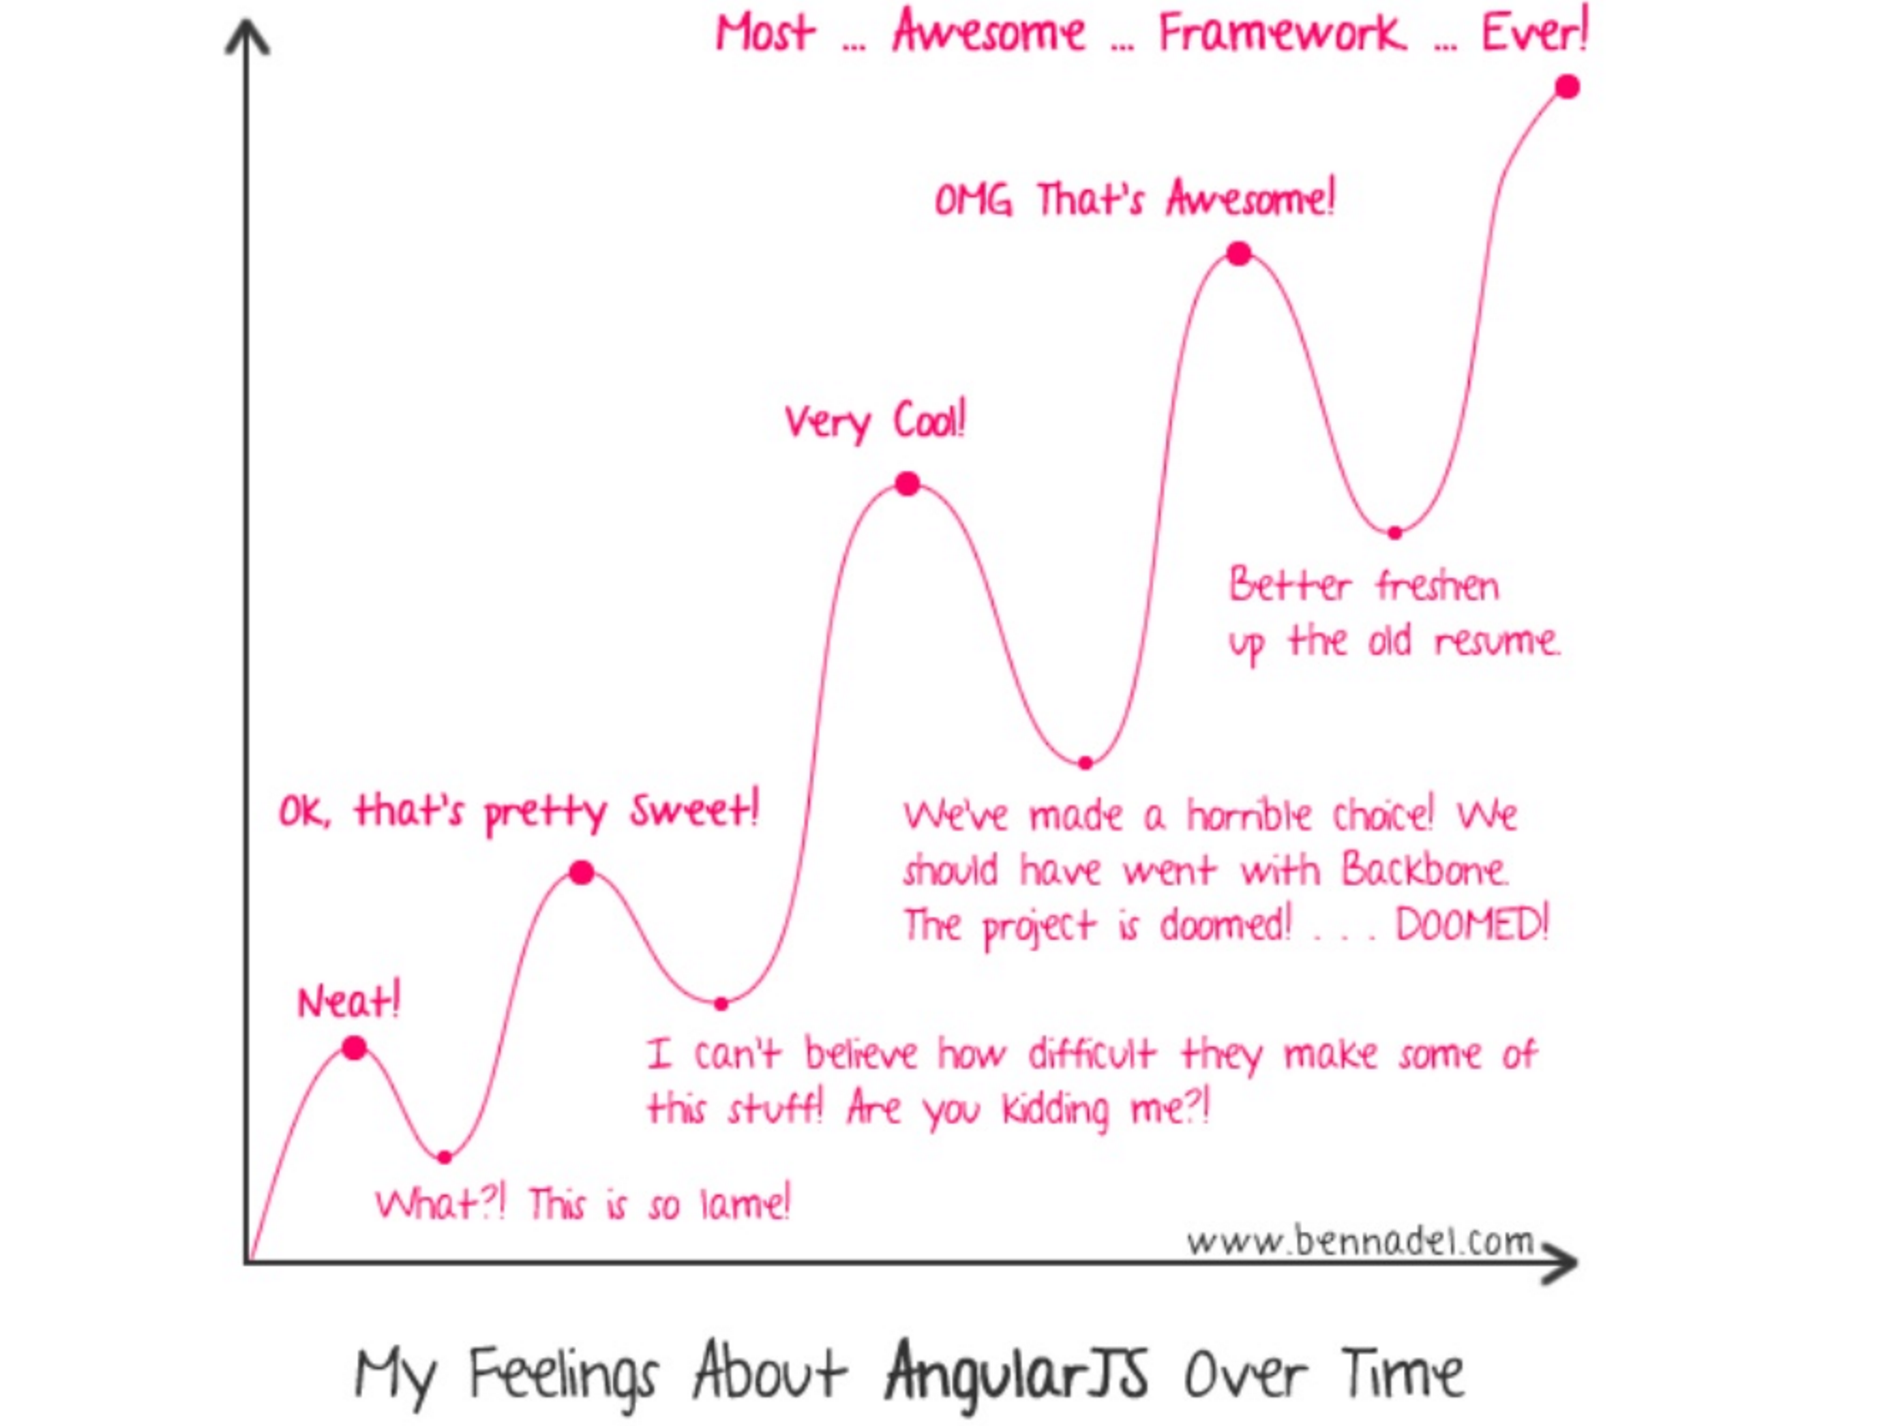 Most ... Awesome ... Framework ... Ever!
OMG That's Awesome!
Very Cool!
Better freshen
up the old resume.
Ok, that's pretty Sweet!
We've made a horrible choice! We
should have went with Backbone.
The project is doomed! . . . DOOMED!
Neat!
I can't believe how difficult they make some of
this stuff! Are you kidding me?!
What?! This is so lame!
www.bennadel.com
My Feelings About AngularJS Over Time